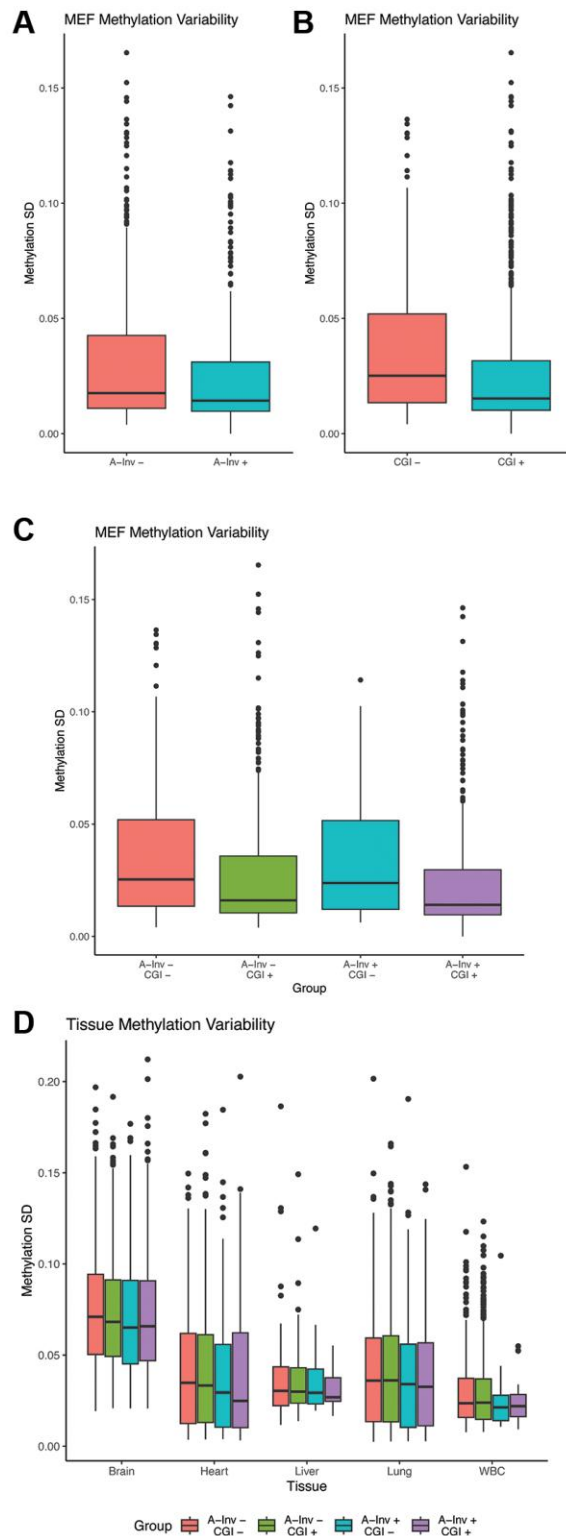 A
MEF Methylation Variability
Methylation SD
0.15
0.10
0.05
0.00
A−Inv −
A−Inv +
B
MEF Methylation Variability
Methylation SD
0.15
0.10
0.05
0.00
CGI −
CGI +
C
MEF Methylation Variability
Methylation SD
0.15
0.10
0.05
0.00
A−Inv −
CGI −
A−Inv −
CGI +
A−Inv +
CGI −
A−Inv +
CGI +
Group
D
Tissue Methylation Variability
Methylation SD
0.20
0.15
0.10
0.05
0.00
Brain
Heart
Liver
Lung
WBC
Tissue
Group
A−Inv −
CGI −
A−Inv −
CGI +
A−Inv +
CGI −
A−Inv +
CGI +